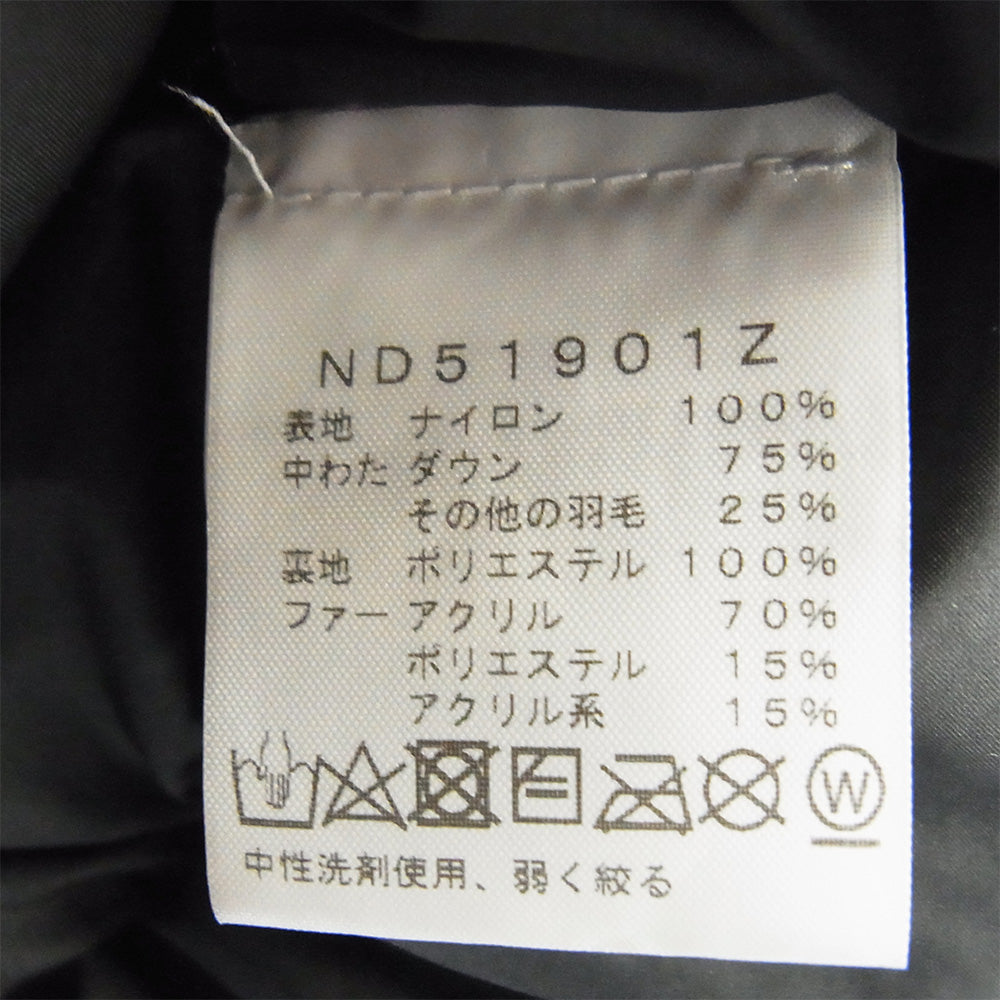 ND51901Z
表地 ナイロン 100%
中わた ダウン 75%
その他の羽毛 25%
裏地 ポリエステル 100%
ファー アクリル 70%
ポリエステル 15%
アクリル系 15%
W
中性洗剤使用、弱く絞る